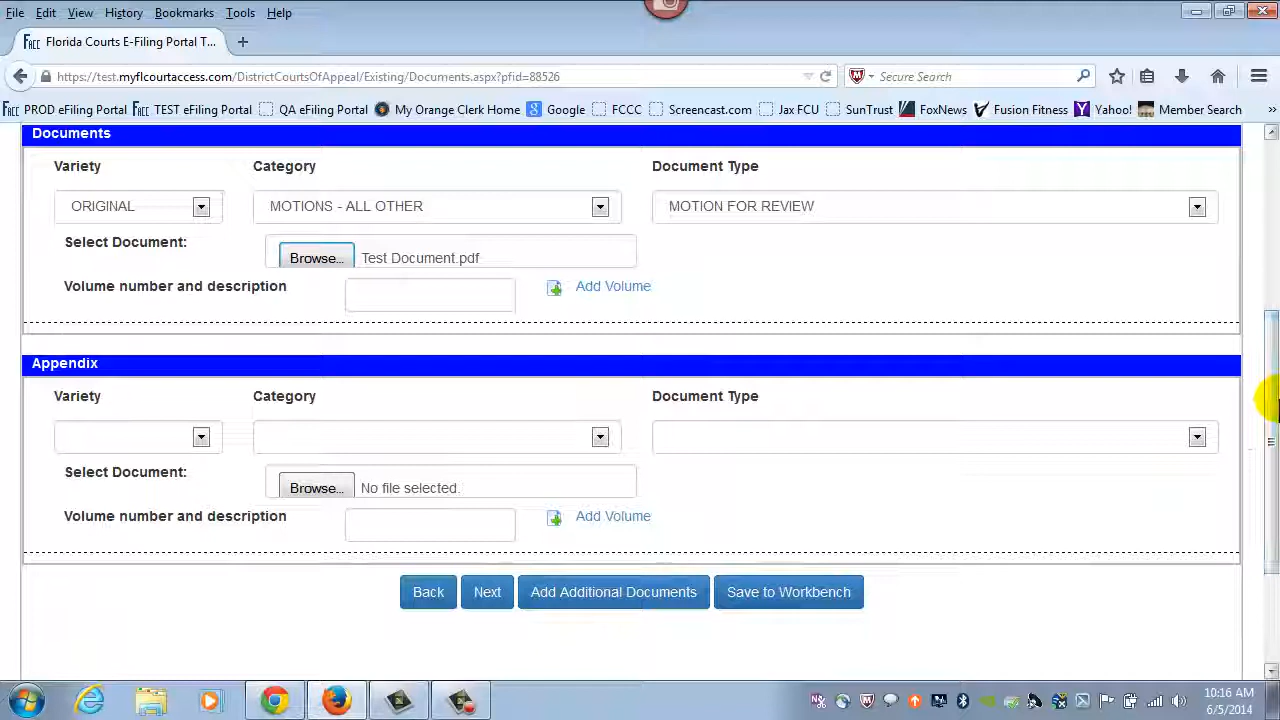 File Edit View History Bookmarks Tools Help
Florida Courts E-Filing Portal T...
https://test.myflcourtaccess.com/DistrictCourtsOfAppeal/Existing/Documents.aspx?pfid=88526
Secure Search
PROD eFiling Portal TEST eFiling Portal QA eFiling Portal My Orange Clerk Home Google FCCC Screencast.com Jax FCU SunTrust FoxNews Fusion Fitness Yahoo! Member Search »
Documents
Variety Category Document Type
ORIGINAL MOTIONS - ALL OTHER MOTION FOR REVIEW
Select Document:
Browse... Test Document.pdf
Volume number and description Add Volume
Appendix
Variety Category Document Type
Select Document:
Browse... No file selected.
Volume number and description Add Volume
Back Next Add Additional Documents Save to Workbench
10:16 AM
6/5/2014